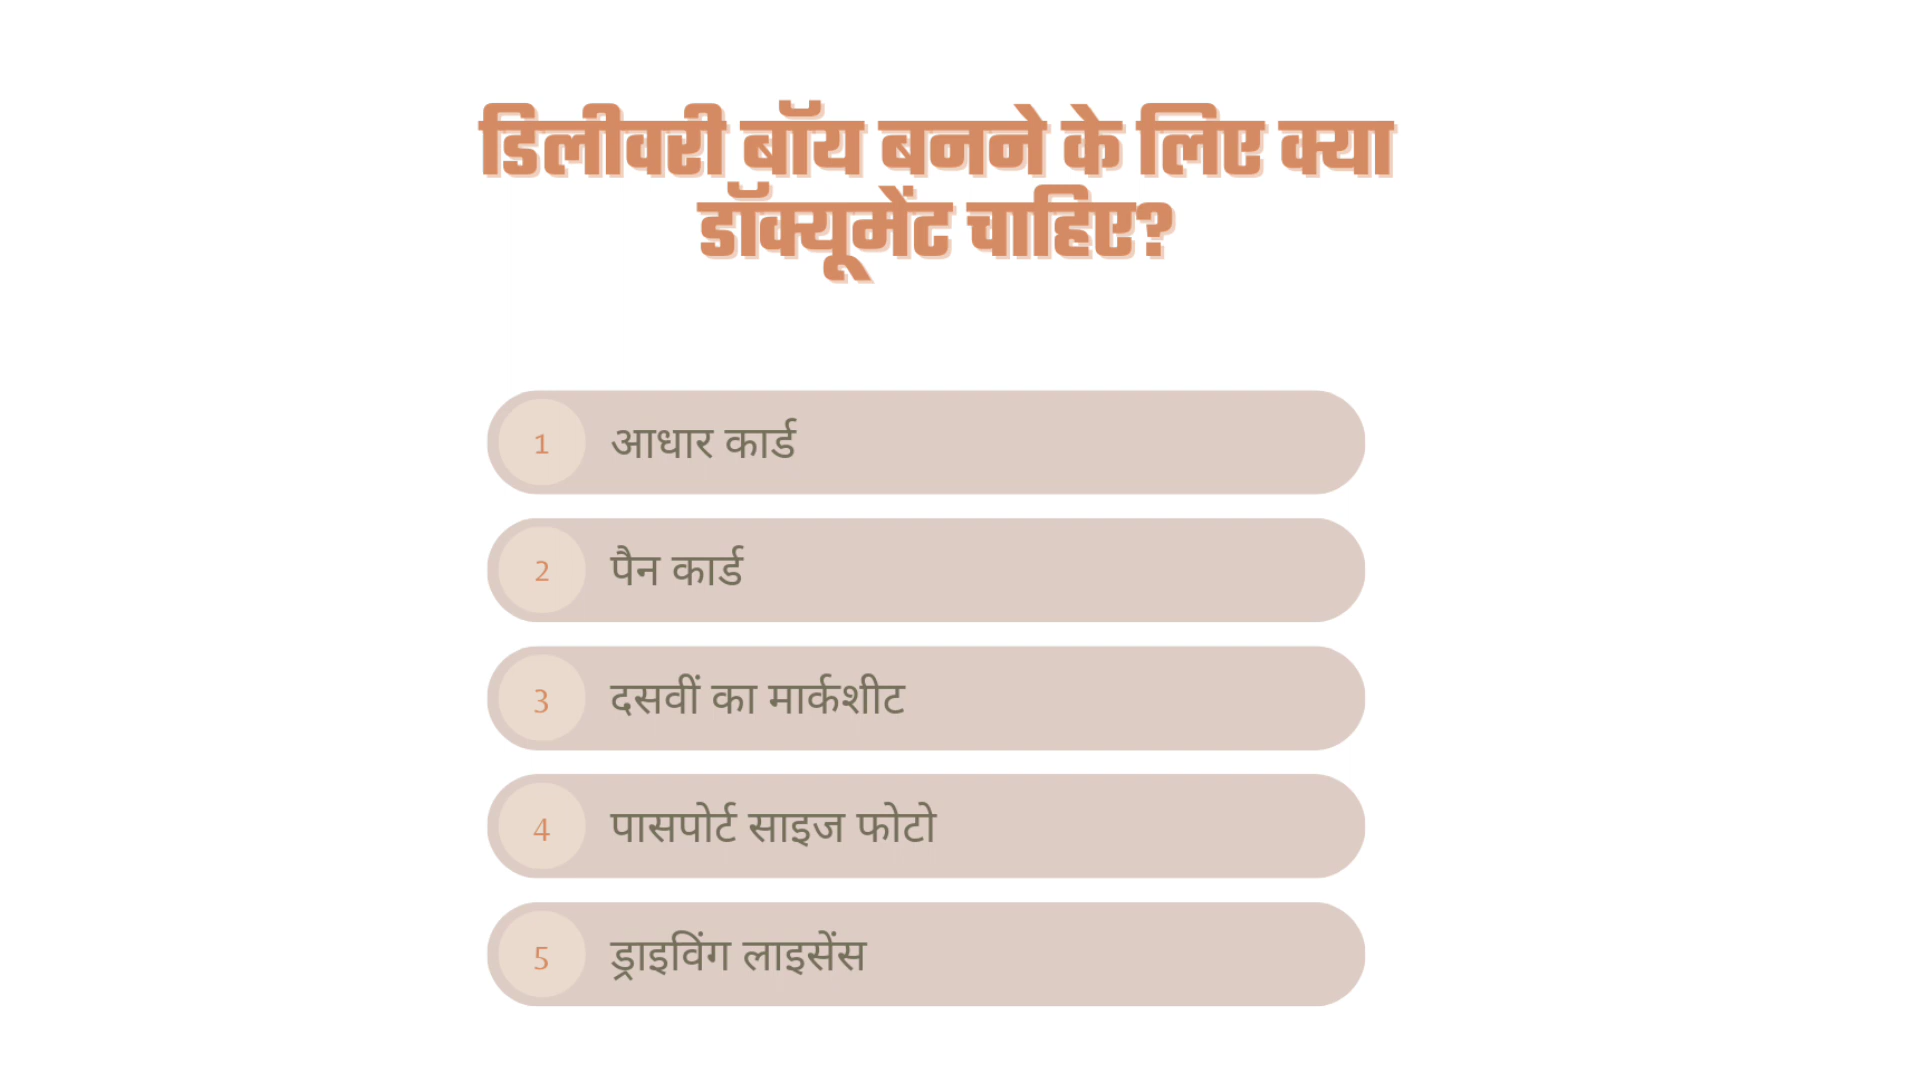 डिलीवरी बॉय बनने के लिए क्या
डॉक्यूमेंट चाहिए?
1 आधार कार्ड
2 पैन कार्ड
3 दसवीं का मार्कशीट
4 पासपोर्ट साइज फोटो
5 ड्राइविंग लाइसेंस